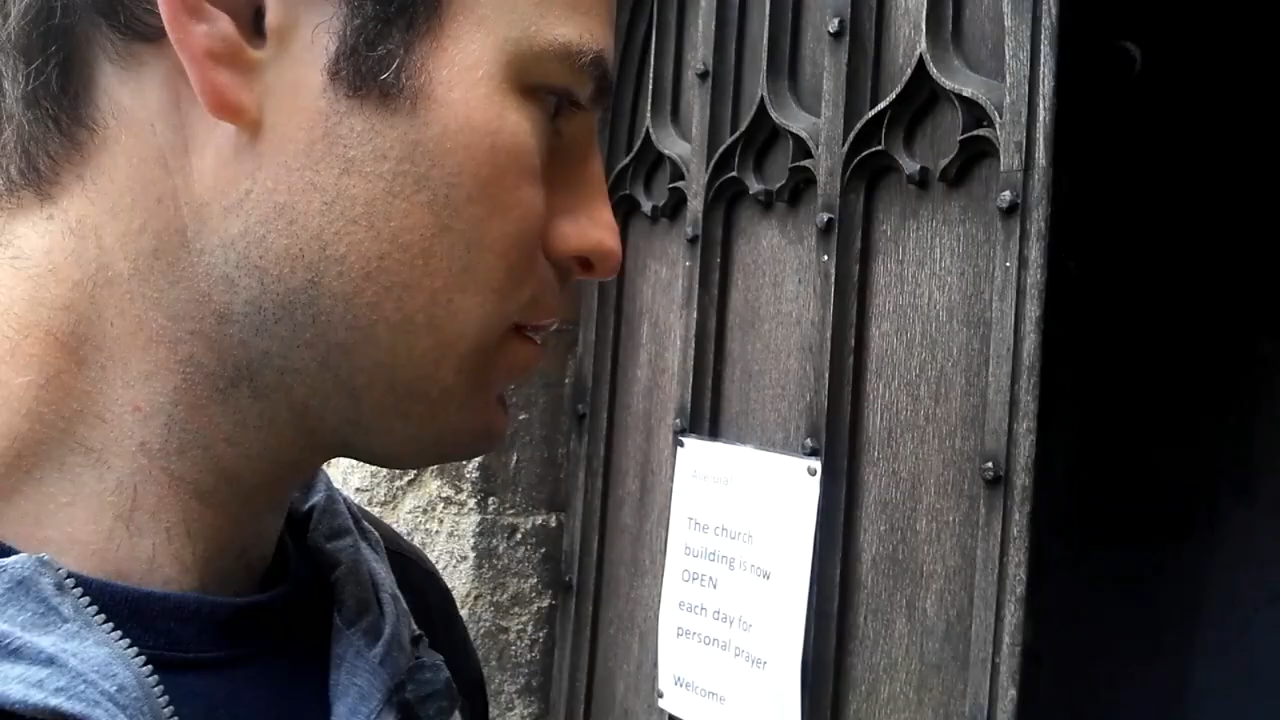 The church
building is now
OPEN
each day for
personal prayer
Welcome